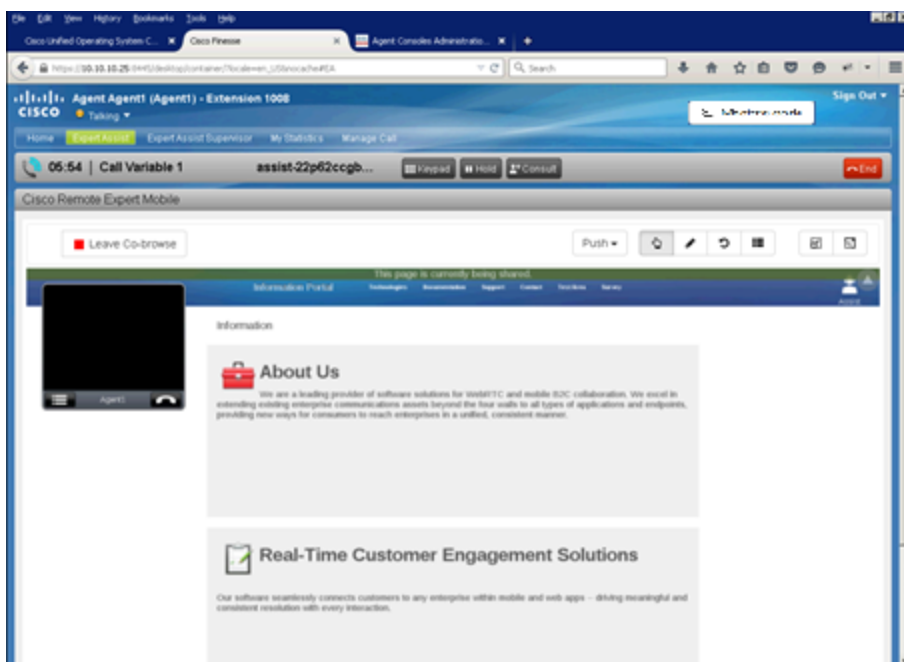 File Edit View History Bookmarks Tools Help
Cisco Unified Operating System C... Cisco Finesse Agent Consoles Administratio...
Search
CISCO Agent Agent1 (Agent1) - Extension 1008
Talking
Sign Out
Home Expert Assist Expert Assist Supervisor My Statistics Manage Call
05:54 | Call Variable 1 assist-22p62ccgb... Keypad Hold Consult End
Cisco Remote Expert Mobile
Leave Co-browse Push
This page is currently being shared.
Information Portal Technologies Documentation Support Contact Test Area Survey
Assist
Agent1
Information
About Us
We are a leading provider of software solutions for WebRTC and mobile B2C collaboration. We excel in
extending existing enterprise communications assets beyond the four walls to all types of applications and endpoints,
providing new ways for consumers to reach enterprises in a unified, consistent manner.
Real-Time Customer Engagement Solutions
Our software seamlessly connects customers to any enterprise within mobile and web apps – driving meaningful and
consistent resolution with every interaction.